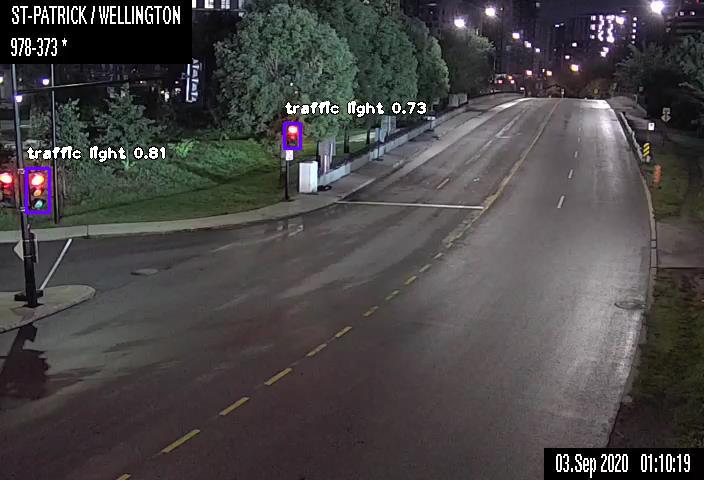 ST-PATRICK / WELLINGTON
978-373 *
traffic light 0.73
traffic light 0.81
03.Sep 2020 01:10:19